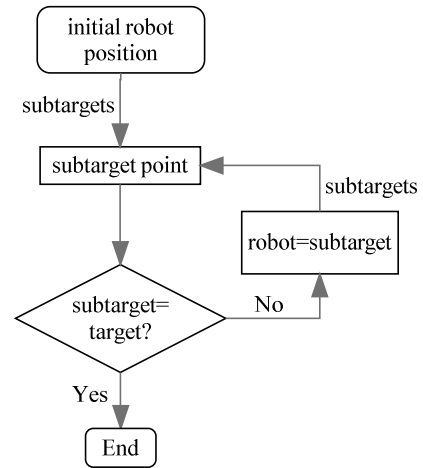 initial robot
position
subtargets
subtarget point
subtargets
robot=subtarget
subtarget=
target?
No
Yes
End